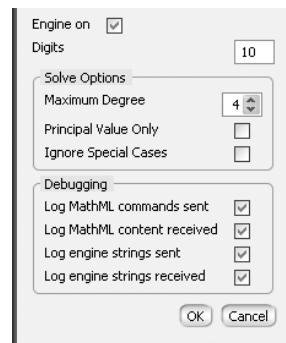 Engine on
Digits 10
Solve Options
Maximum Degree 4
Principal Value Only
Ignore Special Cases
Debugging
Log MathML commands sent
Log MathML content received
Log engine strings sent
Log engine strings received
OK Cancel